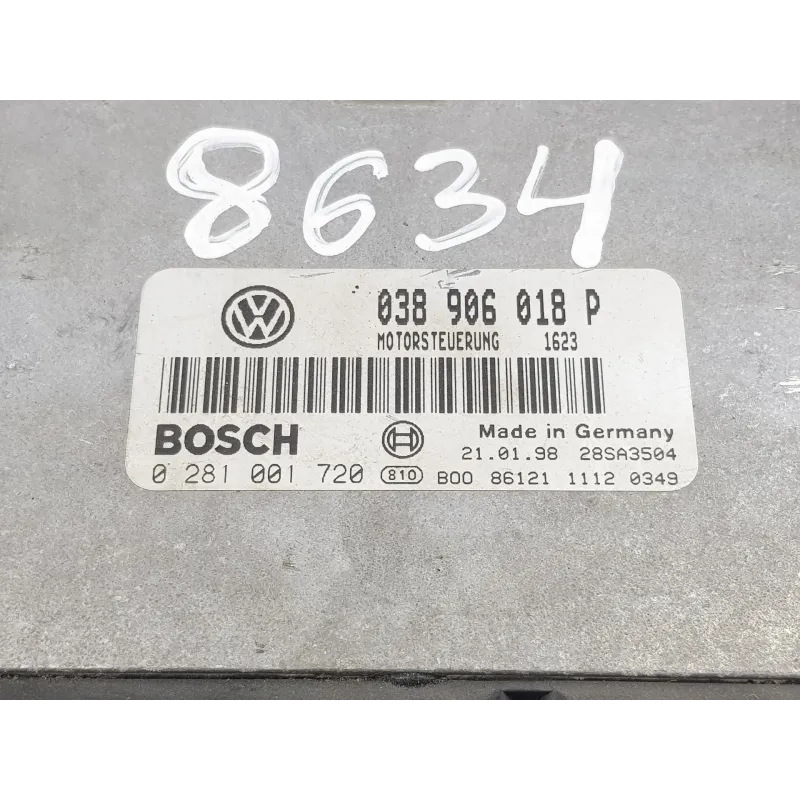 8634
VW
038 906 018 P
MOTORSTEUERUNG 1623
BOSCH
Made in Germany
21.01.98 28SA3504
0 281 001 720 810 B00 86121 1112 0349